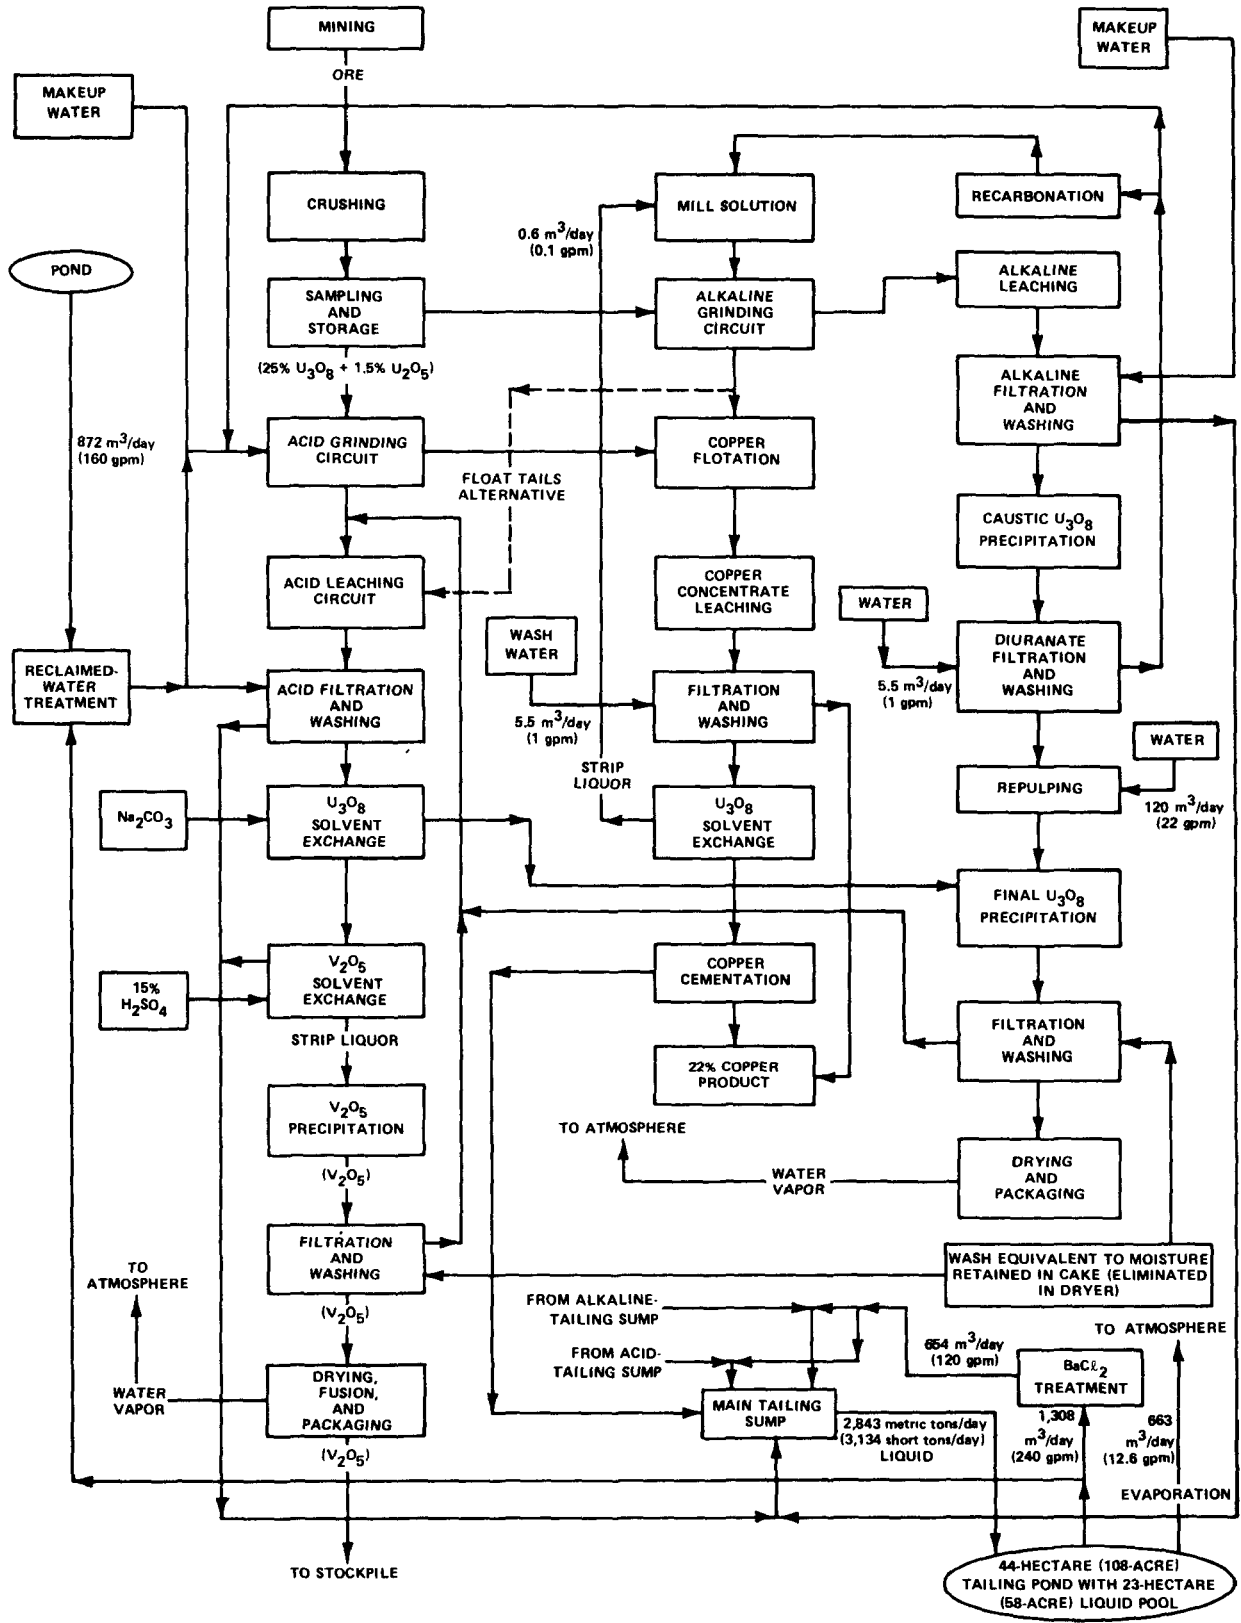 MINING
ORE
MAKEUP
WATER
MAKEUP
WATER
CRUSHING
MILL SOLUTION
RECARBONATION
0.6 m³/day
(0.1 gpm)
POND
SAMPLING
AND
STORAGE
ALKALINE
GRINDING
CIRCUIT
ALKALINE
LEACHING
(25% U₃O₈ + 1.5% U₂O₅)
ALKALINE
FILTRATION
AND
WASHING
872 m³/day
(160 gpm)
ACID GRINDING
CIRCUIT
COPPER
FLOTATION
FLOAT TAILS
ALTERNATIVE
CAUSTIC U₃O₈
PRECIPITATION
ACID LEACHING
CIRCUIT
COPPER
CONCENTRATE
LEACHING
WATER
WASH
WATER
DIURANATE
FILTRATION
AND
WASHING
5.5 m³/day
(1 gpm)
RECLAIMED-
WATER
TREATMENT
ACID FILTRATION
AND
WASHING
FILTRATION
AND
WASHING
5.5 m³/day
(1 gpm)
WATER
STRIP
LIQUOR
REPULPING
120 m³/day
(22 gpm)
Na₂CO₃
U₃O₈
SOLVENT
EXCHANGE
U₃O₈
SOLVENT
EXCHANGE
FINAL U₃O₈
PRECIPITATION
15%
H₂SO₄
V₂O₅
SOLVENT
EXCHANGE
COPPER
CEMENTATION
FILTRATION
AND
WASHING
STRIP LIQUOR
22% COPPER
PRODUCT
V₂O₅
PRECIPITATION
TO ATMOSPHERE
WATER
VAPOR
DRYING
AND
PACKAGING
(V₂O₅)
FILTRATION
AND
WASHING
WASH EQUIVALENT TO MOISTURE
RETAINED IN CAKE (ELIMINATED
IN DRYER)
TO
ATMOSPHERE
(V₂O₅)
FROM ALKALINE-
TAILING SUMP
FROM ACID-
TAILING SUMP
654 m³/day
(120 gpm)
TO ATMOSPHERE
BaCℓ₂
TREATMENT
WATER
VAPOR
DRYING,
FUSION,
AND
PACKAGING
MAIN TAILING
SUMP
2,843 metric tons/day
(3,134 short tons/day)
LIQUID
1,308
m³/day
(240 gpm)
663
m³/day
(12.6 gpm)
(V₂O₅)
EVAPORATION
TO STOCKPILE
44-HECTARE (108-ACRE)
TAILING POND WITH 23-HECTARE
(58-ACRE) LIQUID POOL